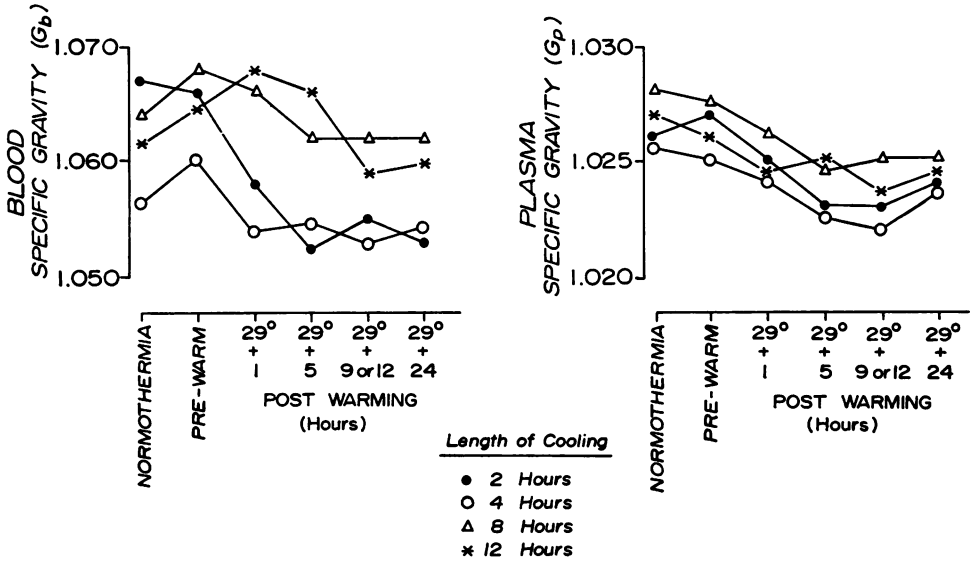 BLOOD
SPECIFIC GRAVITY (Gb)
1.070
1.060
1.050
NORMOTHERMIA
PRE-WARM
29° + 1
29° + 5
29° + 9 or 12
29° + 24
POST WARMING
(Hours)
PLASMA
SPECIFIC GRAVITY (Gp)
1.030
1.025
1.020
NORMOTHERMIA
PRE-WARM
29° + 1
29° + 5
29° + 9 or 12
29° + 24
POST WARMING
(Hours)
Length of Cooling
2 Hours
4 Hours
8 Hours
12 Hours